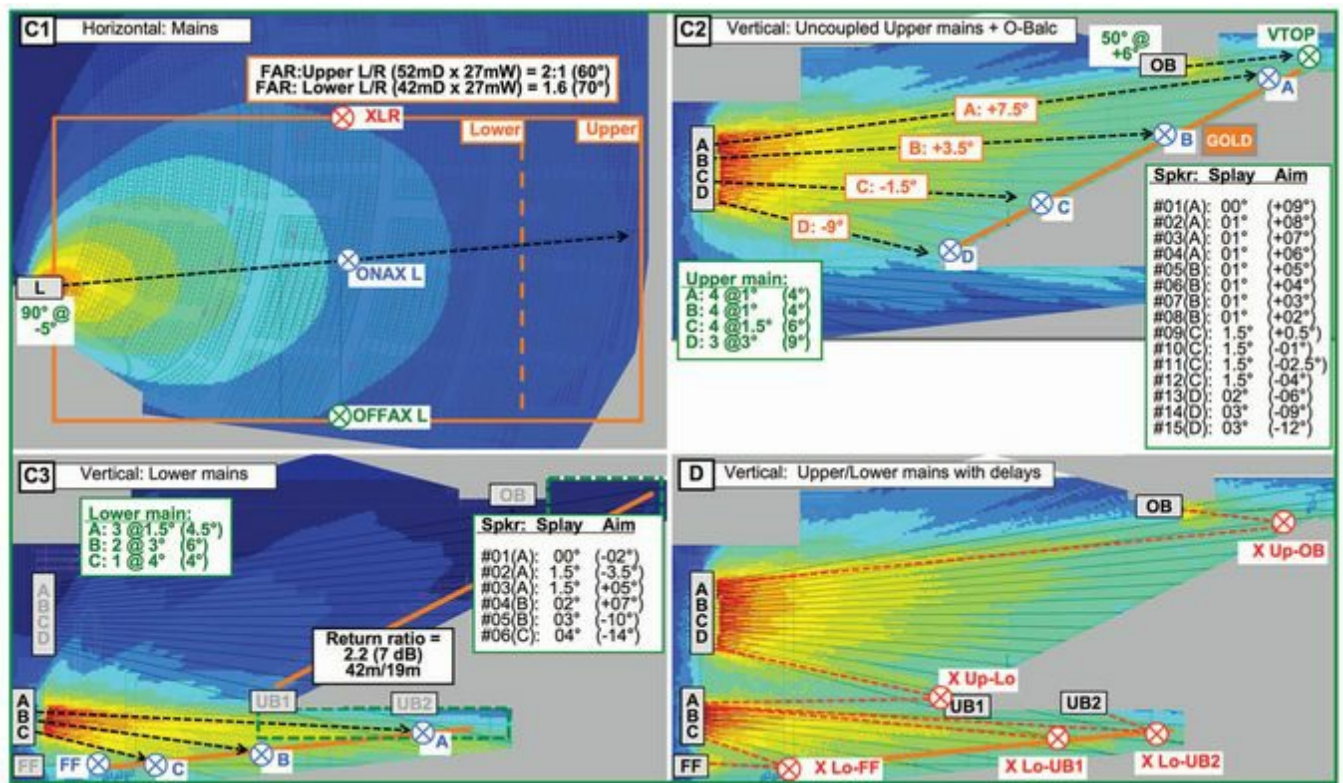 C1 Horizontal: Mains
FAR:Upper L/R (52mD x 27mW) = 2:1 (60°)
FAR: Lower L/R (42mD x 27mW) = 1.6 (70°)
XLR
Lower
Upper
ONAX L
L
90° @
-5°
OFFAX L
C2 Vertical: Uncoupled Upper mains + O-Balc
50° @
+6°
VTOP
OB
A
A: +7.5°
B: +3.5°
B
GOLD
A
B
C
D
C: -1.5°
C
D: -9°
D
Upper main:
A: 4 @1° (4°)
B: 4 @1° (4°)
C: 4 @1.5° (6°)
D: 3 @3° (9°)
Spkr: Splay Aim
#01(A): 00° (+09°)
#02(A): 01° (+08°)
#03(A): 01° (+07°)
#04(A): 01° (+06°)
#05(B): 01° (+05°)
#06(B): 01° (+04°)
#07(B): 01° (+03°)
#08(B): 01° (+02°)
#09(C): 1.5° (+0.5°)
#10(C): 1.5° (-01°)
#11(C): 1.5° (-02.5°)
#12(C): 1.5° (-04°)
#13(D): 02° (-06°)
#14(D): 03° (-09°)
#15(D): 03° (-12°)
C3 Vertical: Lower mains
Lower main:
A: 3 @1.5° (4.5°)
B: 2 @ 3° (6°)
C: 1 @ 4° (4°)
OB
Spkr: Splay Aim
#01(A): 00° (-02°)
#02(A): 1.5° (-3.5°)
#03(A): 1.5° (+05°)
#04(B): 02° (+07°)
#05(B): 03° (-10°)
#06(C): 04° (-14°)
A
B
C
D
Return ratio =
2.2 (7 dB)
42m/19m
UB1
UB2
A
B
C
A
B
FF
FF
C
D Vertical: Upper/Lower mains with delays
OB
X Up-OB
A
B
C
D
X Up-Lo
UB1
UB2
A
B
C
FF
X Lo-FF
X Lo-UB1
X Lo-UB2